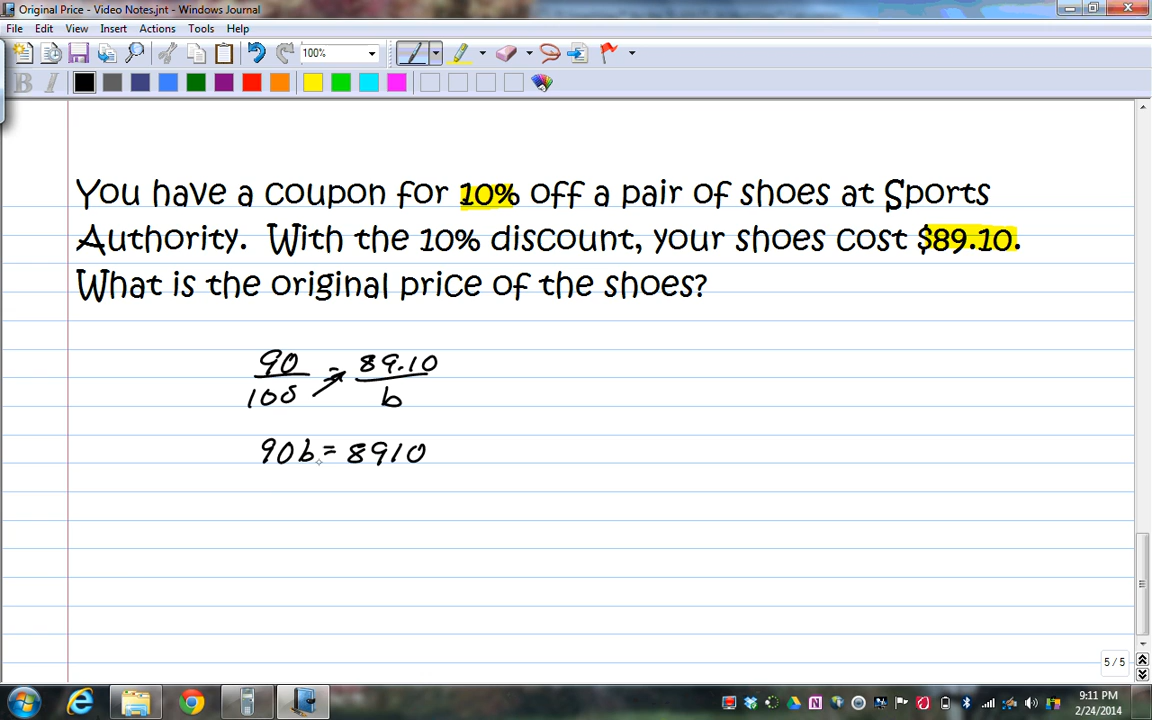 Original Price - Video Notes.jnt - Windows Journal
File Edit View Insert Actions Tools Help
100%
B I
You have a coupon for 10% off a pair of shoes at Sports
Authority. With the 10% discount, your shoes cost $89.10.
What is the original price of the shoes?
90 = 89.10
100 b
90b = 8910
5 / 5
9:11 PM
2/24/2014